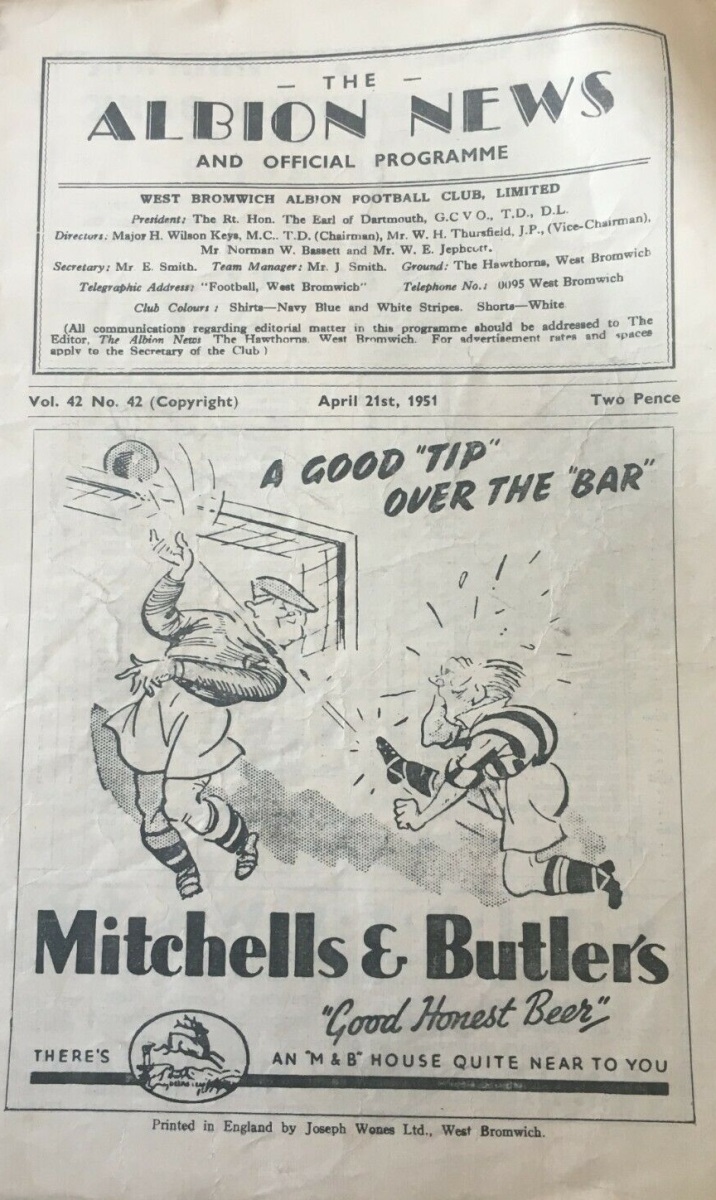 — THE —
ALBION NEWS
AND OFFICIAL PROGRAMME
WEST BROMWICH ALBION FOOTBALL CLUB, LIMITED
President: The Rt. Hon. The Earl of Dartmouth, G.C V O., T.D., D.L.
Directors: Major H. Wilson Keys, M.C.. T.D. (Chairman), Mr. W. H. Thursfield, J.P., (Vice-Chairman),
Mr Norman W. Bassett and Mr. W. E. Jephcott.
Secretary: Mr E. Smith. Team Manager: Mr. J Smith. Ground: The Hawthorns, West Bromwich
Telegraphic Address: "Football, West Bromwich" Telephone No.: 0095 West Bromwich
Club Colours: Shirts—Navy Blue and White Stripes. Shorts—White
(All communications regarding editorial matter in this programme should be addressed to The
Editor, The Albion News The Hawthorns. West Bromwich. For advertisement rates and spaces
apply to the Secretary of the Club )
Vol. 42 No. 42 (Copyright) April 21st, 1951 Two Pence
A GOOD "TIP"
OVER THE "BAR"
Mitchells & Butler's
"Good Honest Beer"
THERE'S AN "M & B" HOUSE QUITE NEAR TO YOU
Printed in England by Joseph Wones Ltd., West Bromwich.